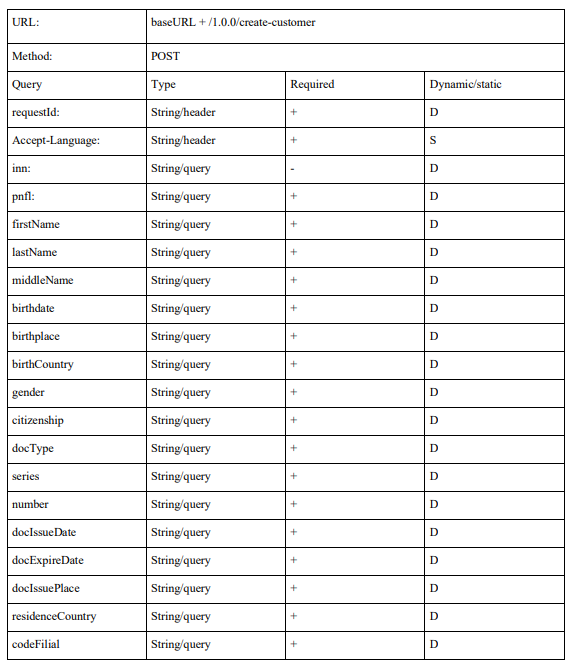 URL: baseURL + /1.0.0/create-customer
Method: POST
Query Type Required Dynamic/static
requestId: String/header + D
Accept-Language: String/header + S
inn: String/query - D
pnfl: String/query + D
firstName String/query + D
lastName String/query + D
middleName String/query + D
birthdate String/query + D
birthplace String/query + D
birthCountry String/query + D
gender String/query + D
citizenship String/query + D
docType String/query + D
series String/query + D
number String/query + D
docIssueDate String/query + D
docExpireDate String/query + D
docIssuePlace String/query + D
residenceCountry String/query + D
codeFilial String/query + D